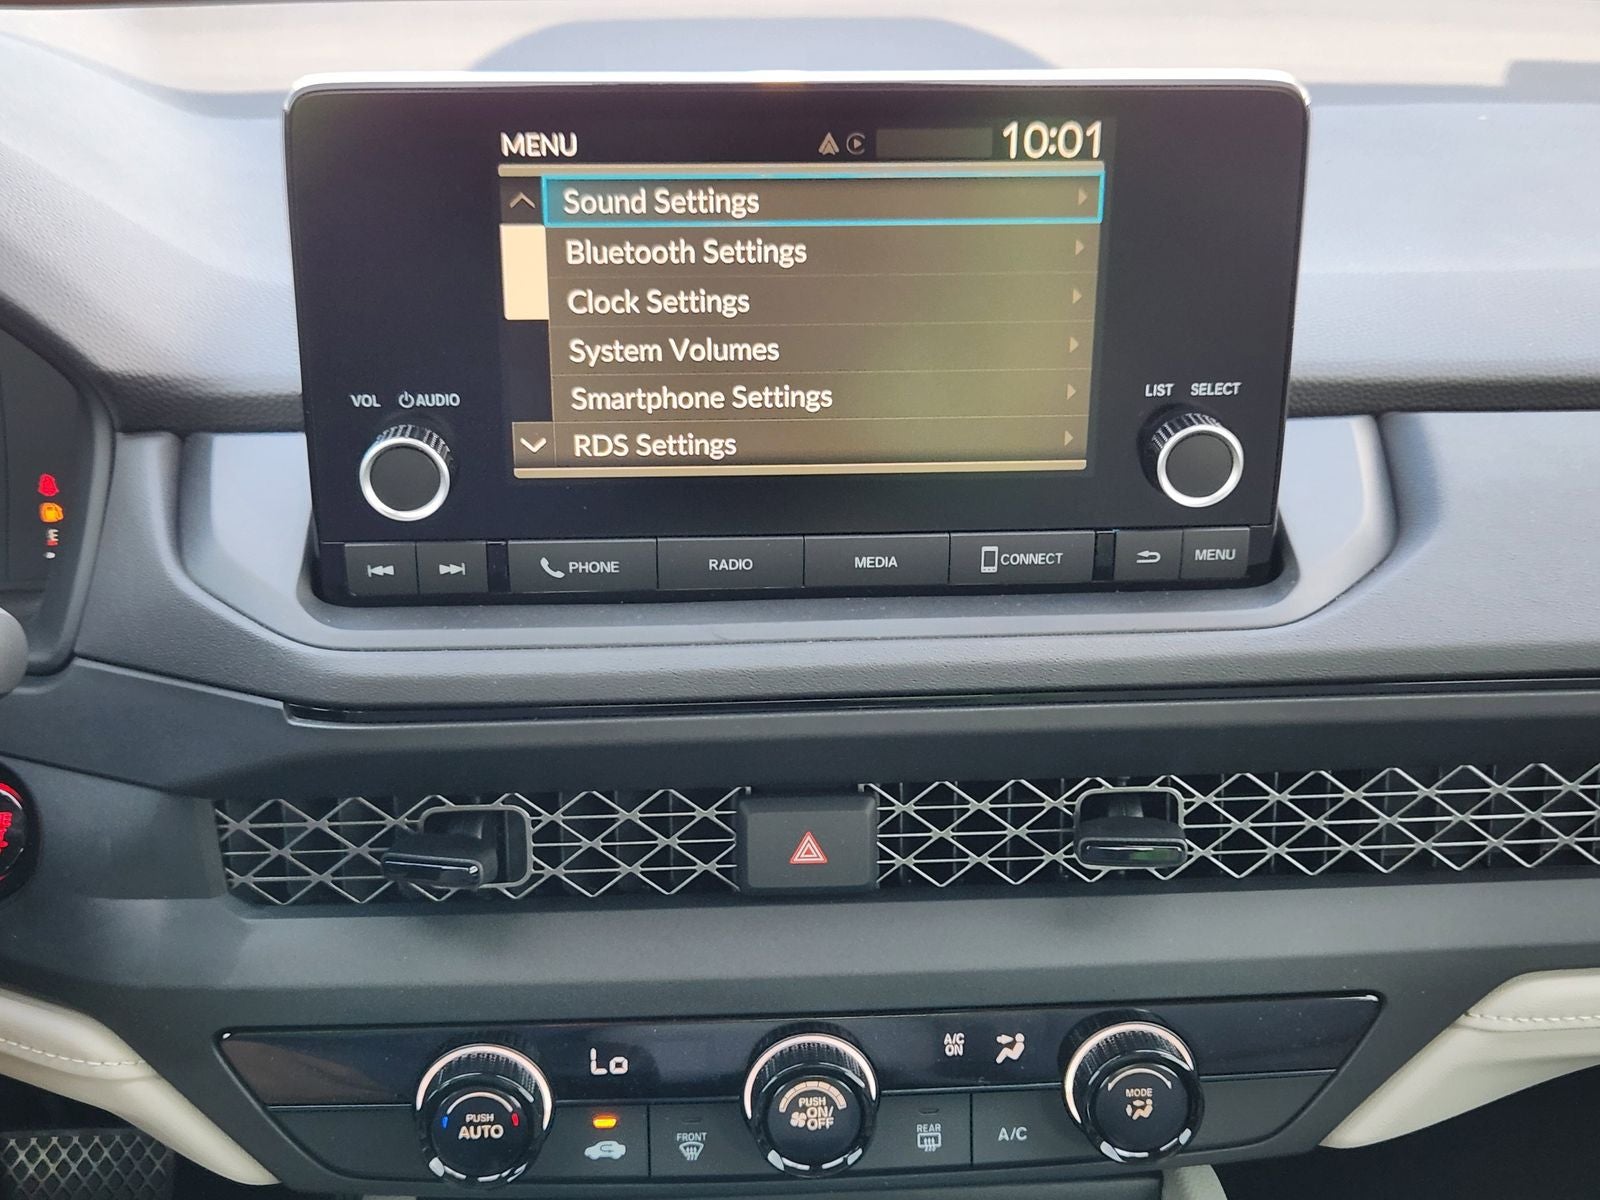 MENU
10:01
Sound Settings
Bluetooth Settings
Clock Settings
System Volumes
Smartphone Settings
RDS Settings
VOL AUDIO
LIST SELECT
PHONE
RADIO
MEDIA
CONNECT
MENU
Lo
A/C
ON
PUSH
AUTO
FRONT
PUSH
ON/
OFF
REAR
A/C
MODE